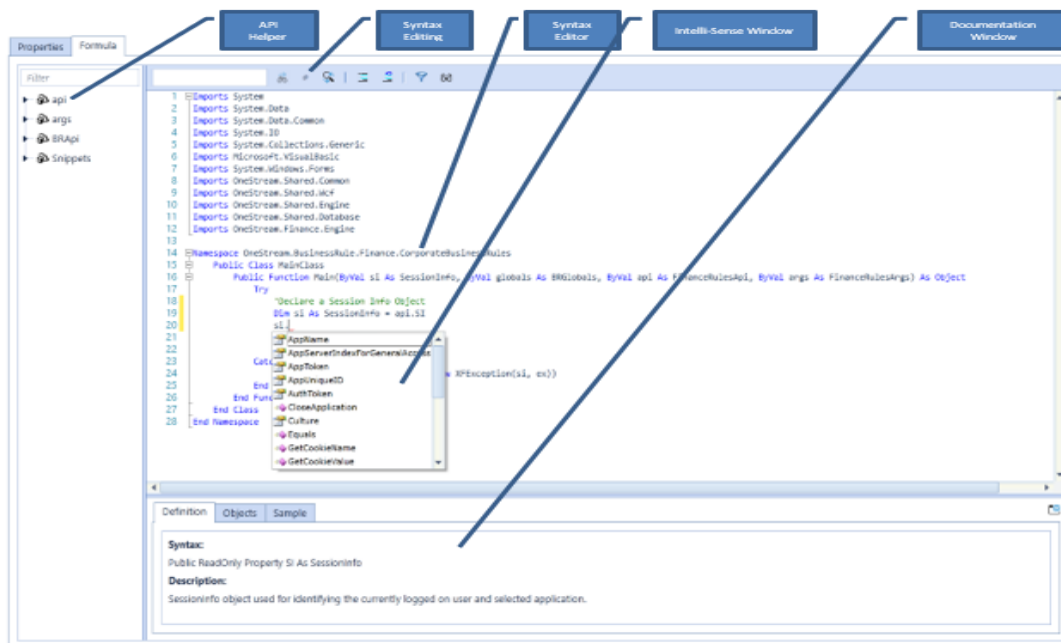 API
Helper
Syntax
Editing
Syntax
Editor
Intelli-Sense Window
Documentation
Window
Properties
Formula
Filter
api
args
BRApi
Snippets
1 Imports System
2 Imports System.Data
3 Imports System.Data.Common
4 Imports System.IO
5 Imports System.Collections.Generic
6 Imports Microsoft.VisualBasic
7 Imports System.Windows.Forms
8 Imports OneStream.Shared.Common
9 Imports OneStream.Shared.Wcf
10 Imports OneStream.Shared.Engine
11 Imports OneStream.Shared.Database
12 Imports OneStream.Finance.Engine
13
14 Namespace OneStream.BusinessRule.Finance.CorporateBusinessRules
15 Public Class MainClass
16 Public Function Main(ByVal si As SessionInfo, ByVal globals As BRGlobals, ByVal api As FinanceRulesApi, ByVal args As FinanceRulesArgs) As Object
17 Try
18 'Declare a Session Info Object
19 Dim si As SessionInfo = api.SI
20 si.
21 AppName
22 AppServerIndexForGeneralAccess
23 Catc AppToken
24 AppUniqueID XFException(si, ex))
25 End AuthToken
26 End Func CloseApplication
27 End Class Culture
28 End Namespace Equals
GetCookieName
GetCookieValue
Definition
Objects
Sample
Syntax:
Public ReadOnly Property SI As SessionInfo
Description:
SessionInfo object used for identifying the currently logged on user and selected application.